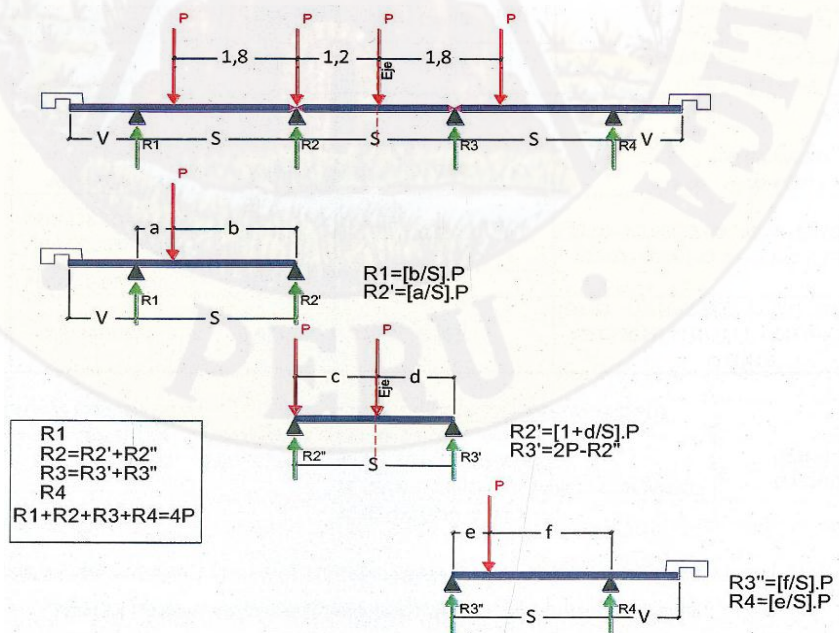 P P P P
1,8 1,2 1,8
Eje
V S S S V
R1 R2 R3 R4
P
a b
R1=[b/S].P
R2'=[a/S].P
R1 R2'
V S
P P
c d
Eje
R2'=[1+d/S].P
R3'=2P-R2"
R2" R3'
S
R1
R2=R2'+R2"
R3=R3'+R3"
R4
R1+R2+R3+R4=4P
P
e f
R3"=[f/S].P
R4=[e/S].P
R3" R4
S V
PERU
LICA